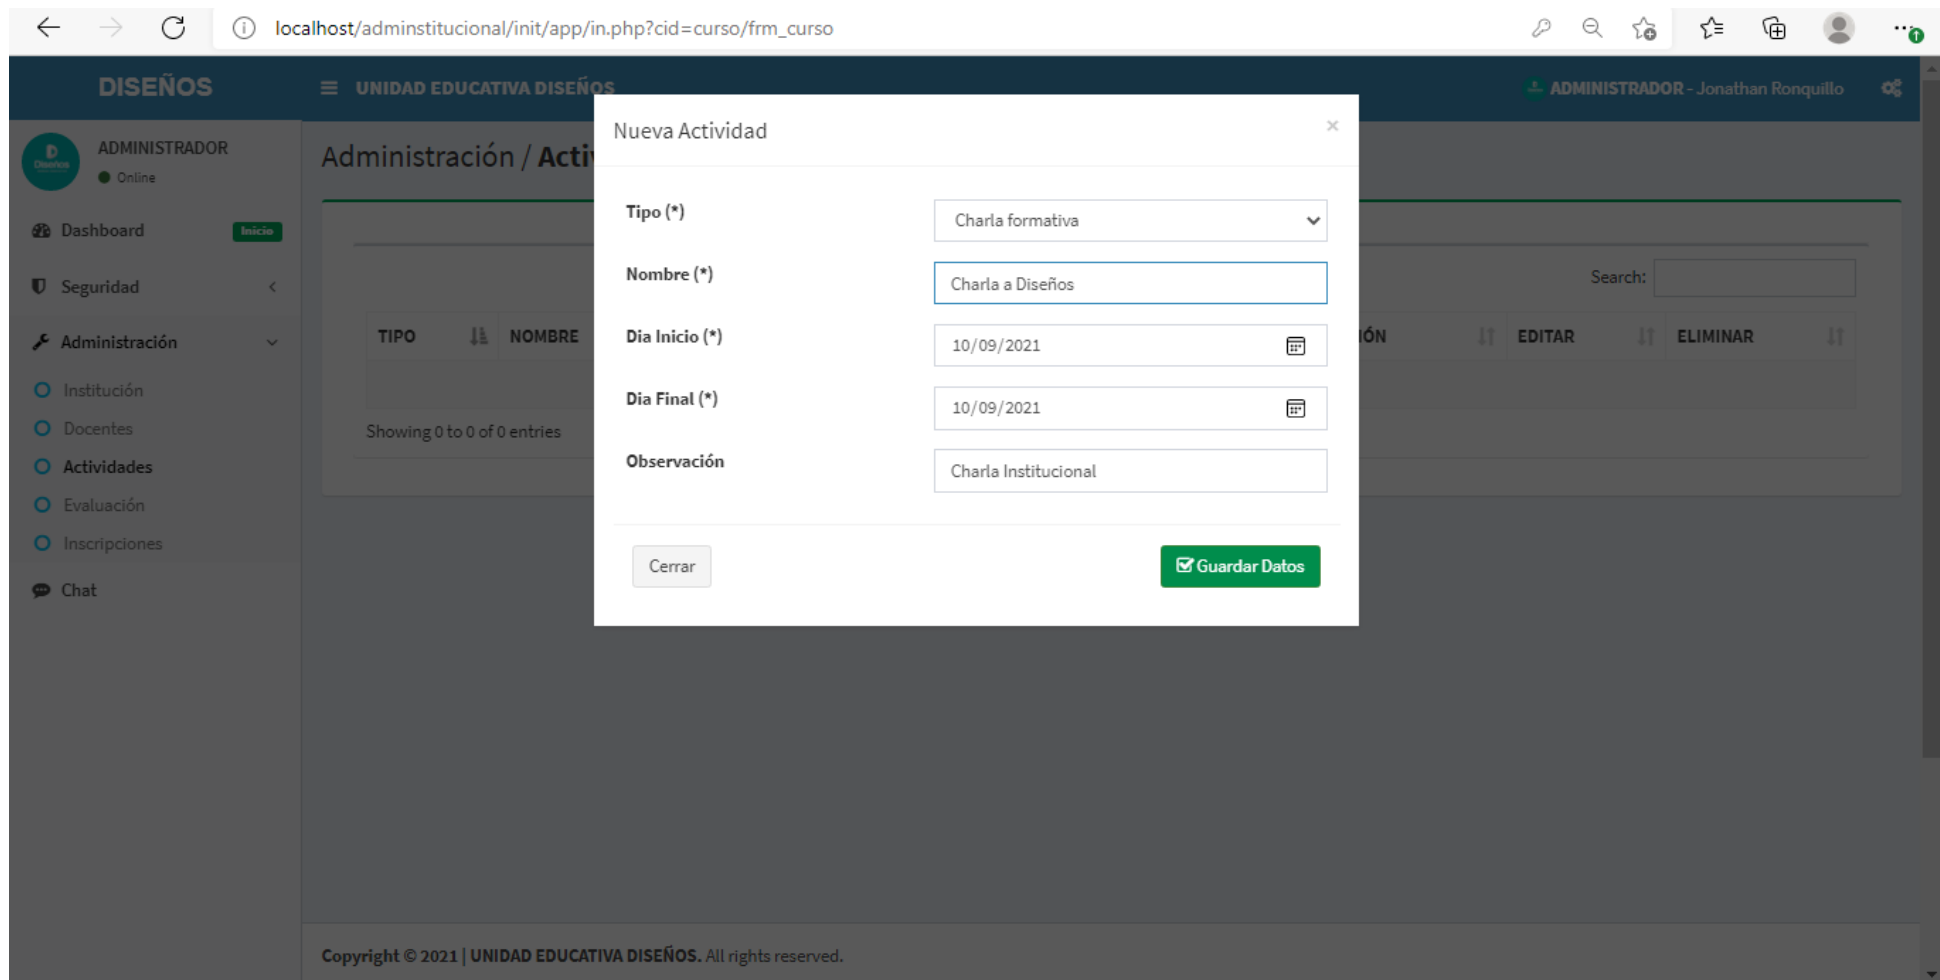 localhost/adminstitucional/init/app/in.php?cid=curso/frm_curso
DISEÑOS
UNIDAD EDUCATIVA DISEÑOS
ADMINISTRADOR - Jonathan Ronquillo
ADMINISTRADOR
Online
Dashboard
Inicio
Seguridad
Administración
Institución
Docentes
Actividades
Evaluación
Inscripciones
Chat
Administración / Acti
Search:
TIPO
NOMBRE
IÓN
EDITAR
ELIMINAR
Showing 0 to 0 of 0 entries
Nueva Actividad
Tipo (*)
Charla formativa
Nombre (*)
Charla a Diseños
Dia Inicio (*)
10/09/2021
Dia Final (*)
10/09/2021
Observación
Charla Institucional
Cerrar
Guardar Datos
Copyright © 2021 | UNIDAD EDUCATIVA DISEÑOS. All rights reserved.